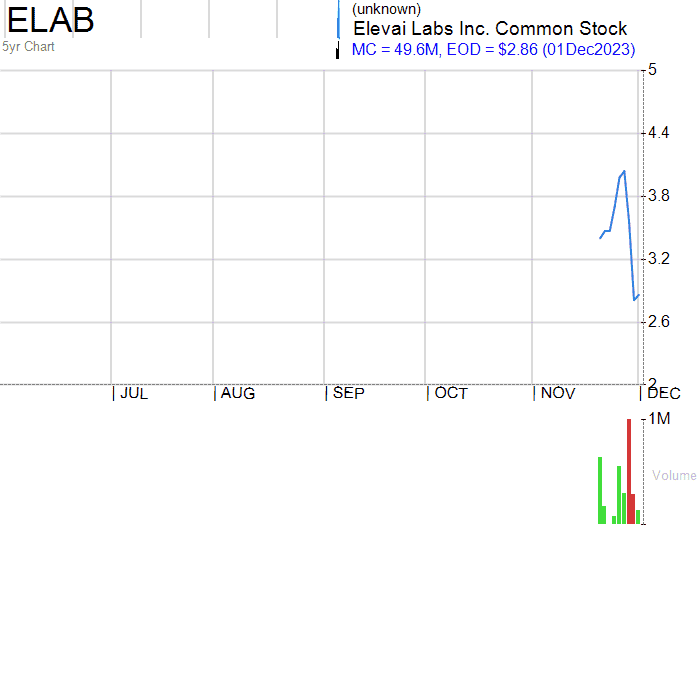 ELAB
5yr Chart
(unknown)
Elevai Labs Inc. Common Stock
MC = 49.6M, EOD = $2.86 (01Dec2023)
5
4.4
3.8
3.2
2.6
2
JUL AUG SEP OCT NOV DEC
1M
Volume